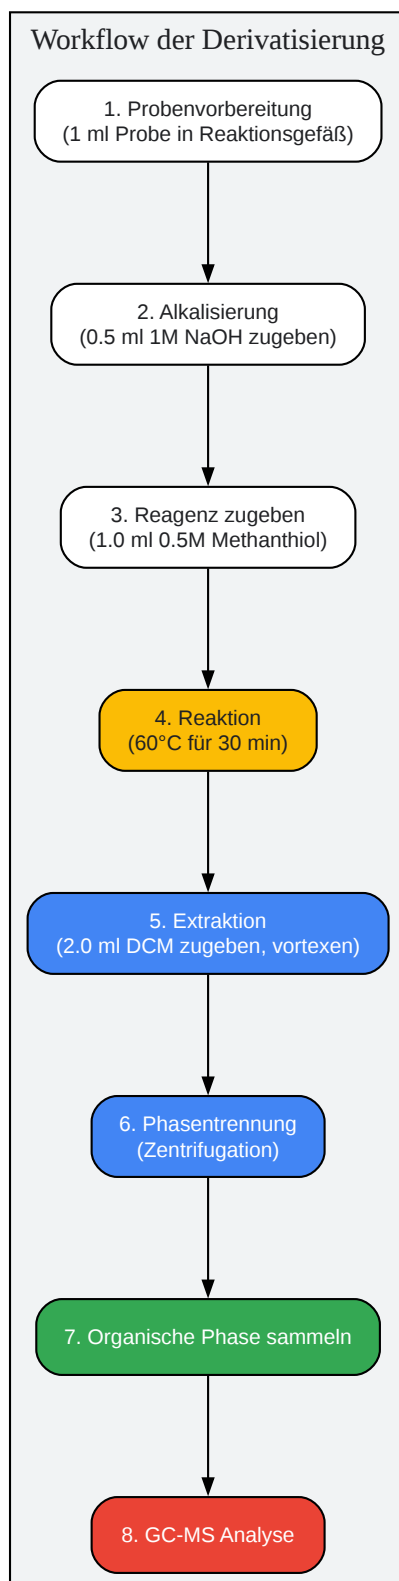 Workflow der Derivatisierung
1. Probenvorbereitung
(1 ml Probe in Reaktionsgefäß)
2. Alkalisierung
(0.5 ml 1M NaOH zugeben)
3. Reagenz zugeben
(1.0 ml 0.5M Methanthiol)
4. Reaktion
(60°C für 30 min)
5. Extraktion
(2.0 ml DCM zugeben, vortexen)
6. Phasentrennung
(Zentrifugation)
7. Organische Phase sammeln
8. GC-MS Analyse